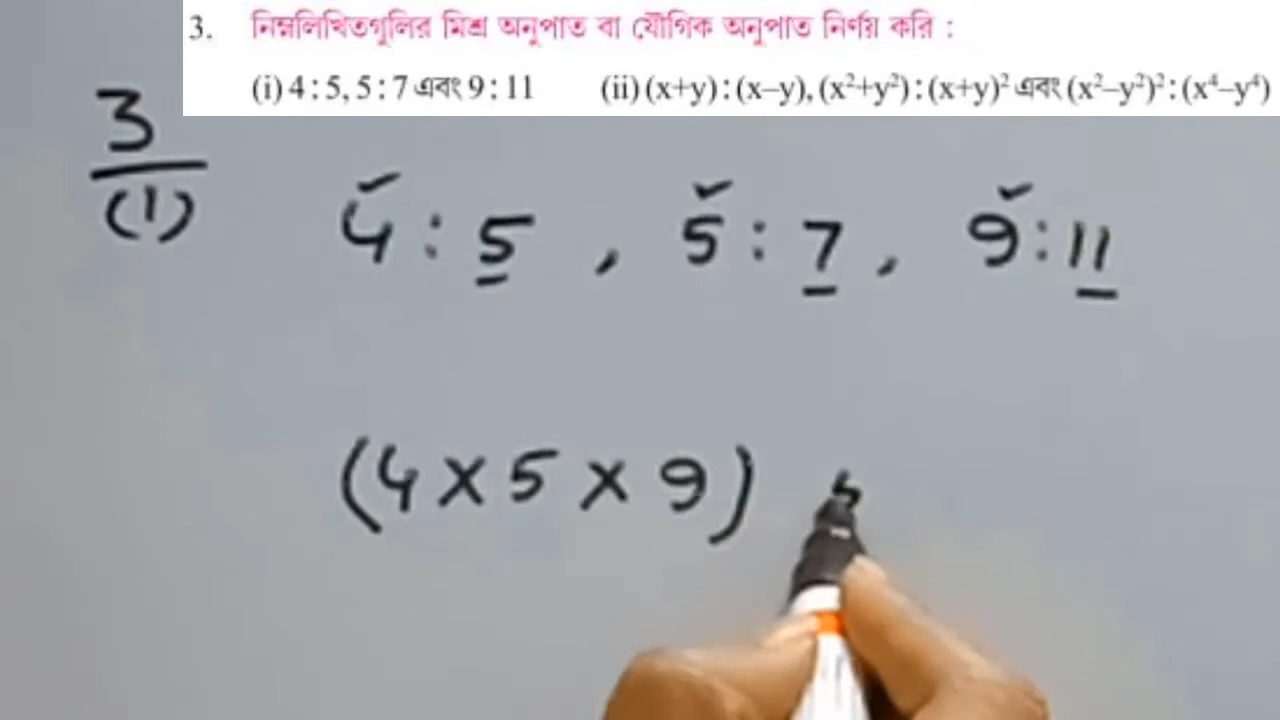 3. নিম্নলিখিতগুলির মিশ্র অনুপাত বা যৌগিক অনুপাত নির্ণয় করি :
(i) 4 : 5, 5 : 7 এবং 9 : 11 (ii) (x+y) : (x–y), (x²+y²) : (x+y)² এবং (x²–y²)² : (x⁴–y⁴)
3
(1) 4 : 5 , 5 : 7 , 9 : 11
(4 × 5 × 9)